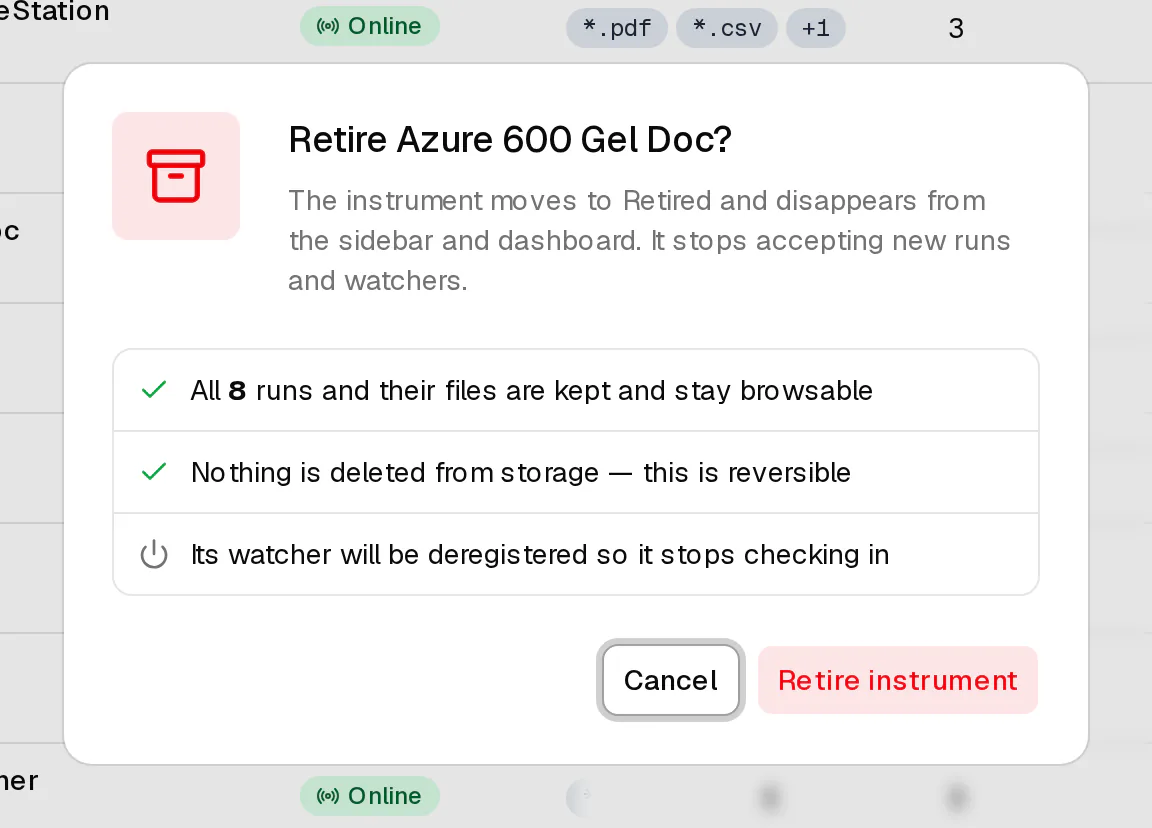 eStation
Online
*.pdf *.csv +1 3
Retire Azure 600 Gel Doc?
The instrument moves to Retired and disappears from
the sidebar and dashboard. It stops accepting new runs
and watchers.
oc
All 8 runs and their files are kept and stay browsable
Nothing is deleted from storage — this is reversible
Its watcher will be deregistered so it stops checking in
Cancel Retire instrument
her
Online